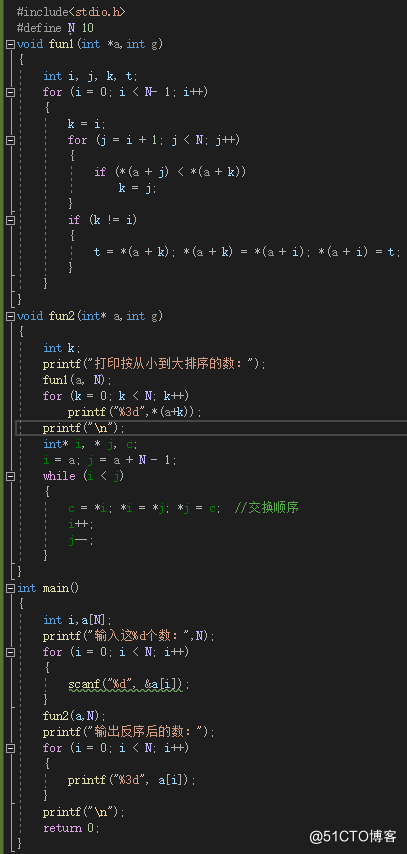 #include<stdio.h>
#define N 10
void fun1(int *a,int g)
{
    int i, j, k, t;
    for (i = 0; i < N- 1; i++)
    {
        k = i;
        for (j = i + 1; j < N; j++)
        {
            if (*(a + j) < *(a + k))
                k = j;
        }
        if (k != i)
        {
            t = *(a + k); *(a + k) = *(a + i); *(a + i) = t;
        }
    }
}
void fun2(int* a,int g)
{
    int k;
    printf("打印按从小到大排序的数：");
    fun1(a, N);
    for (k = 0; k < N; k++)
        printf("%3d",*(a+k));
    printf("\n");
    int* i, * j, c;
    i = a; j = a + N - 1;
    while (i < j)
    {
        c = *i; *i = *j; *j = c;  //交换顺序
        i++;
        j--;
    }
}
int main()
{
    int i,a[N];
    printf("输入这%d个数：",N);
    for (i = 0; i < N; i++)
    {
        scanf("%d", &a[i]);
    }
    fun2(a,N);
    printf("输出反序后的数：");
    for (i = 0; i < N; i++)
    {
        printf("%3d", a[i]);
    }
    printf("\n");
    return 0;
}
@51CTO博客